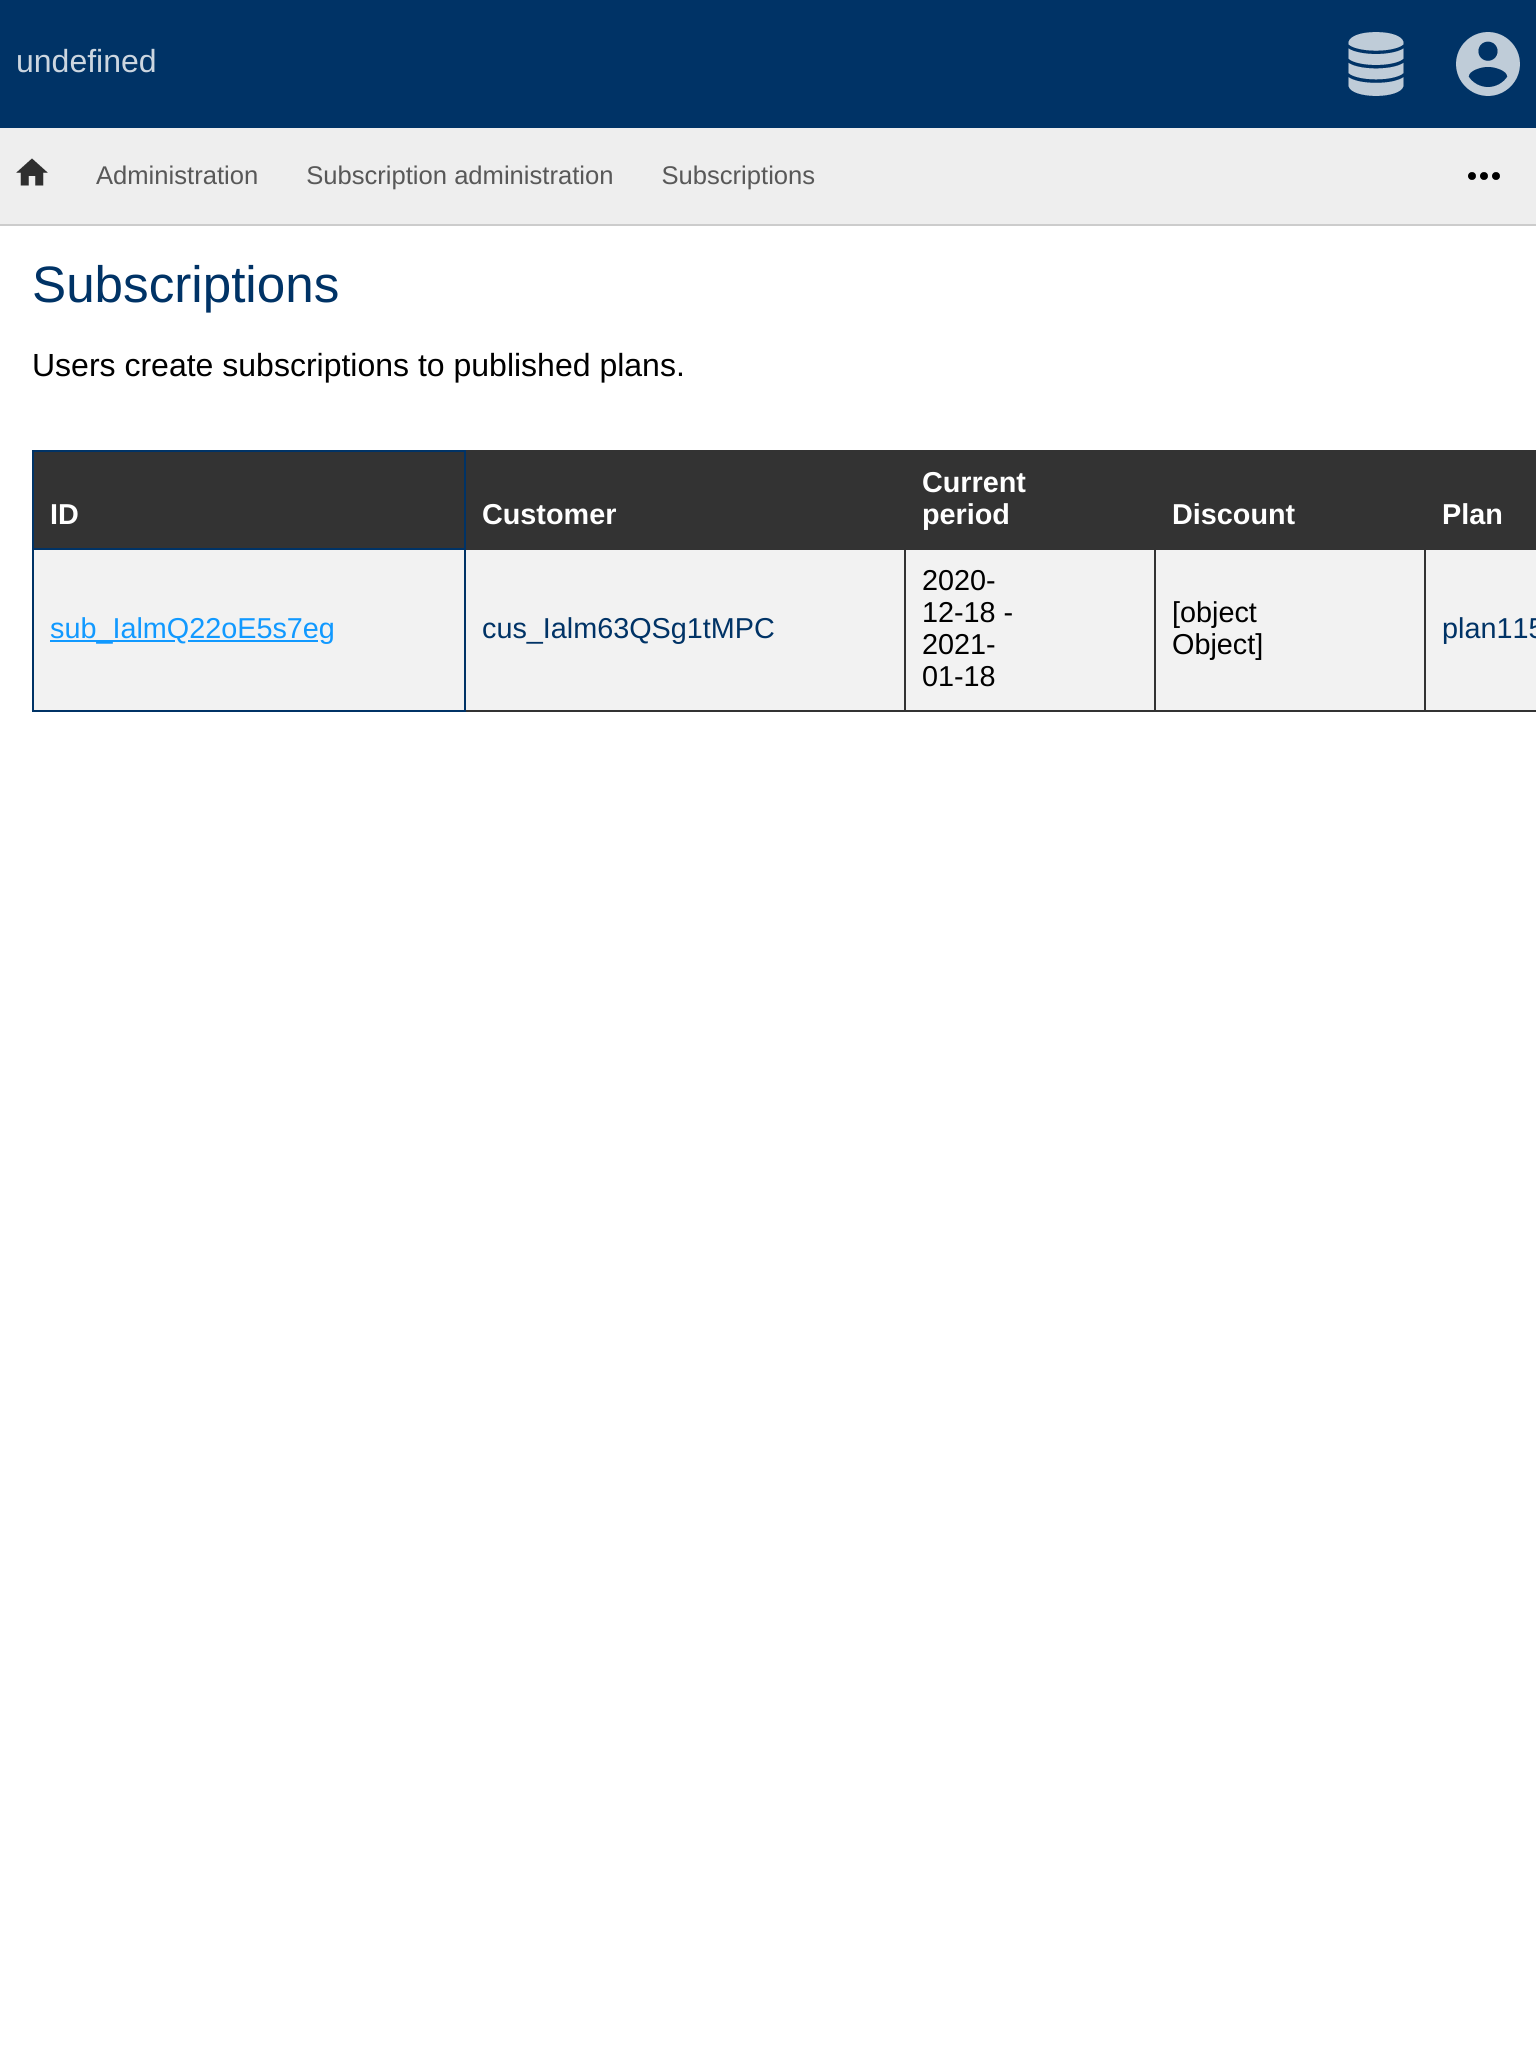 undefined
Administration Subscription administration Subscriptions
Subscriptions
Users create subscriptions to published plans.
ID Customer Current period Discount Plan
sub_IalmQ22oE5s7eg cus_Ialm63QSg1tMPC 2020-12-18 - 2021-01-18 [object Object] plan115